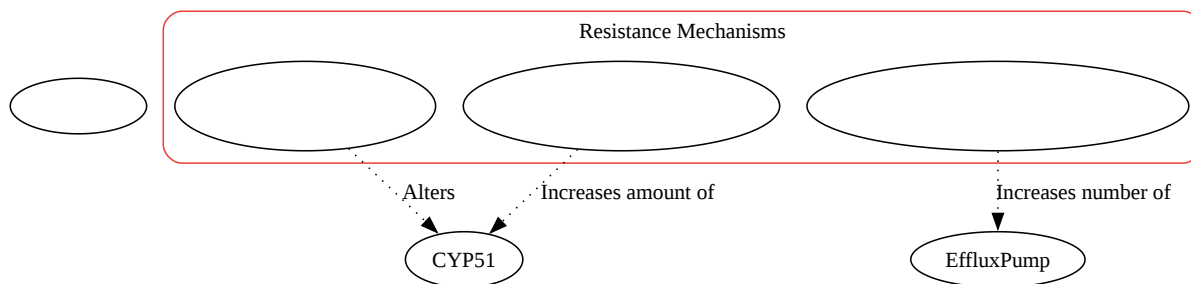 Resistance Mechanisms
Alters
Increases amount of
Increases number of
CYP51
EffluxPump